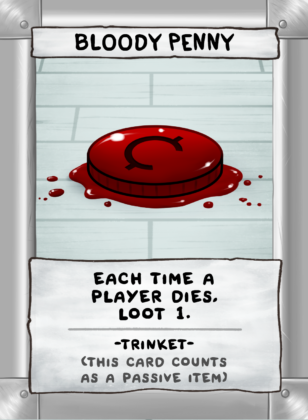 BLOODY PENNY
EACH TIME A
PLAYER DIES,
LOOT 1.
-TRINKET-
(THIS CARD COUNTS
AS A PASSIVE ITEM)